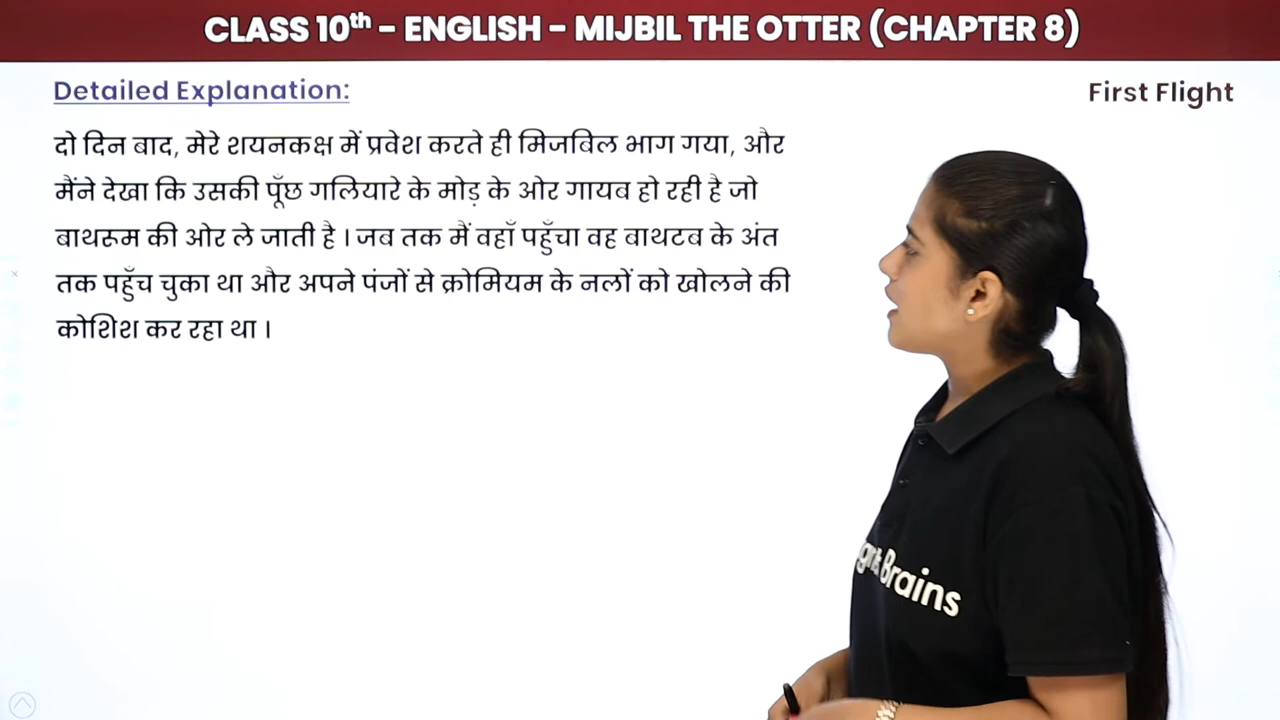 CLASS 10th - ENGLISH - MIJBIL THE OTTER (CHAPTER 8)
Detailed Explanation:
First Flight
दो दिन बाद, मेरे शयनकक्ष में प्रवेश करते ही मिजबिल भाग गया, और
मैंने देखा कि उसकी पूँछ गलियारे के मोड़ के ओर गायब हो रही है जो
बाथरूम की ओर ले जाती है । जब तक मैं वहाँ पहुँचा वह बाथटब के अंत
तक पहुँच चुका था और अपने पंजों से क्रोमियम के नलों को खोलने की
कोशिश कर रहा था ।
Brains